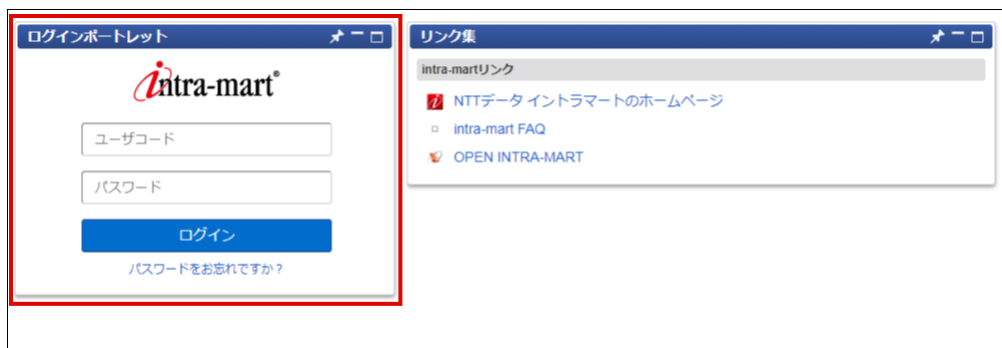 ログインポートレット
intra-mart®
ユーザコード
パスワード
ログイン
パスワードをお忘れですか？
リンク集
intra-martリンク
NTTデータ イントラマートのホームページ
intra-mart FAQ
OPEN INTRA-MART